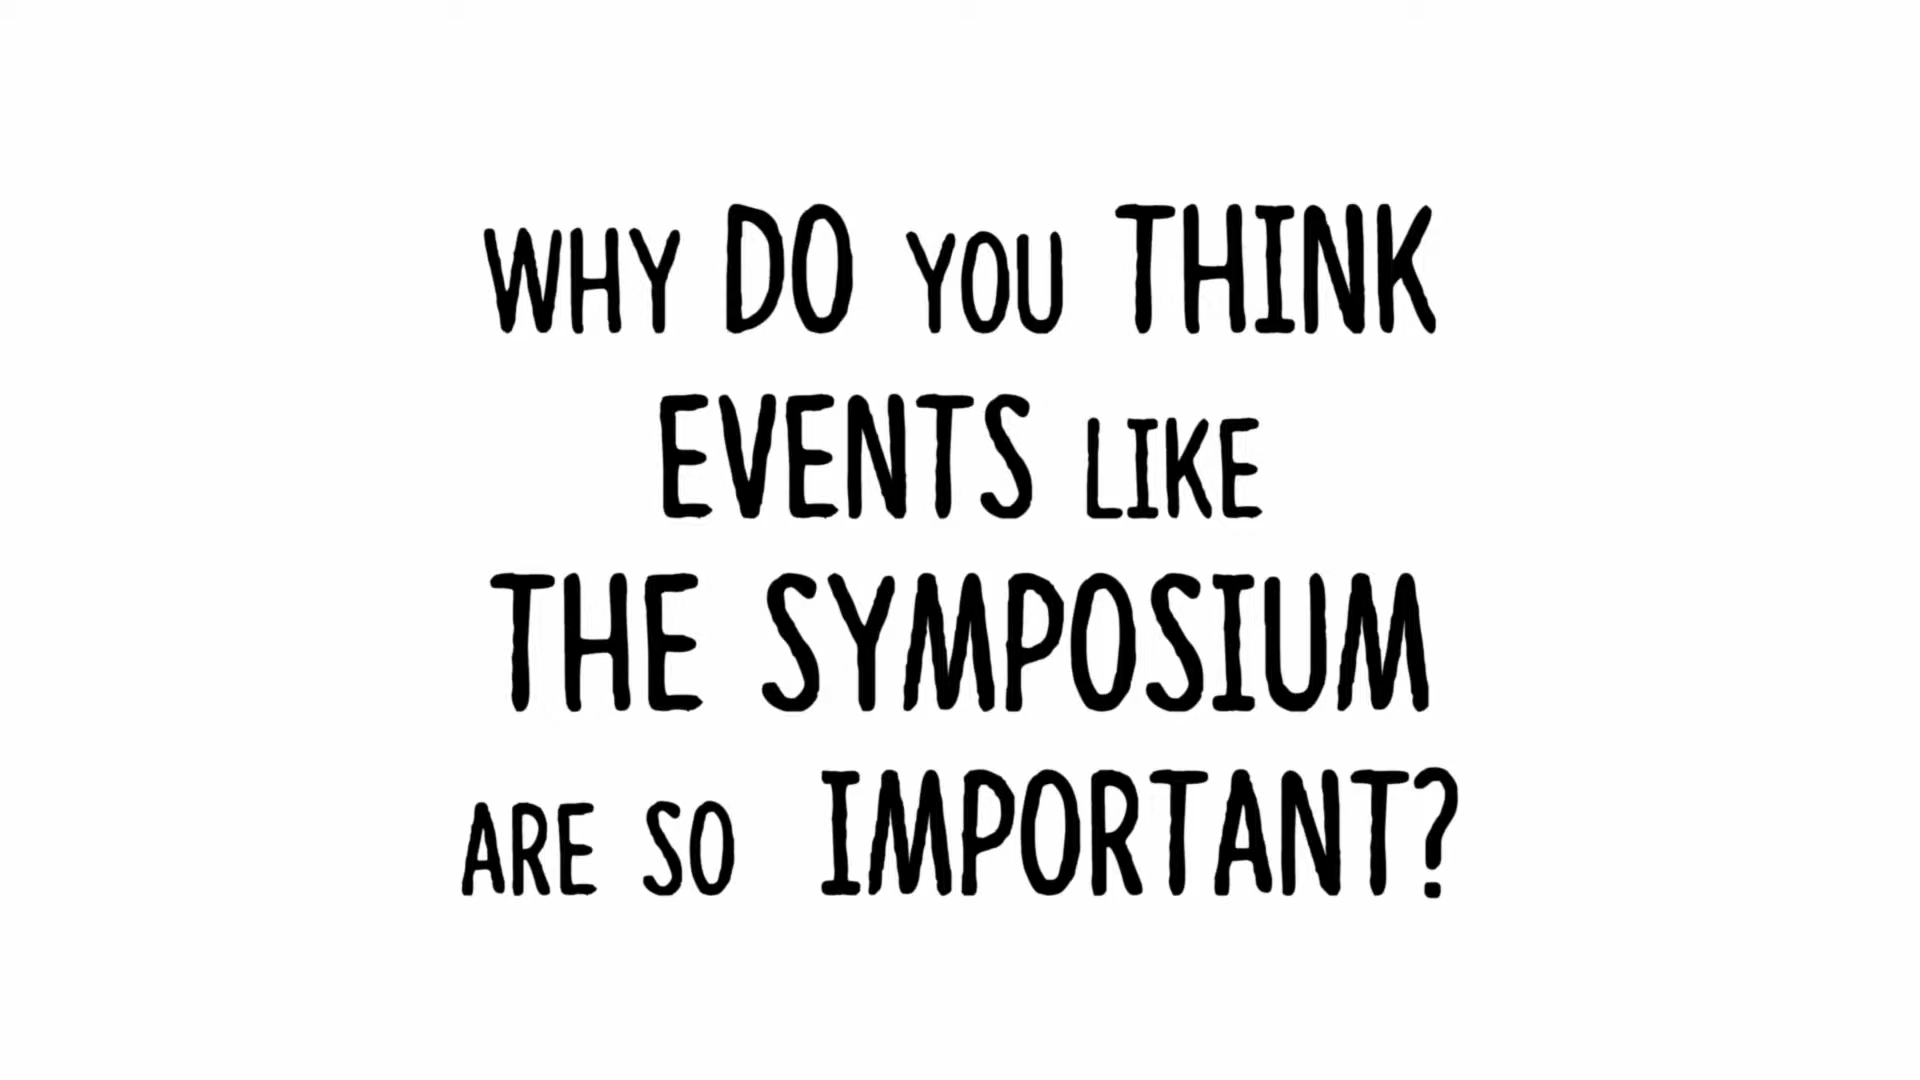 WHY DO YOU THINK
EVENTS LIKE
THE SYMPOSIUM
ARE SO IMPORTANT?